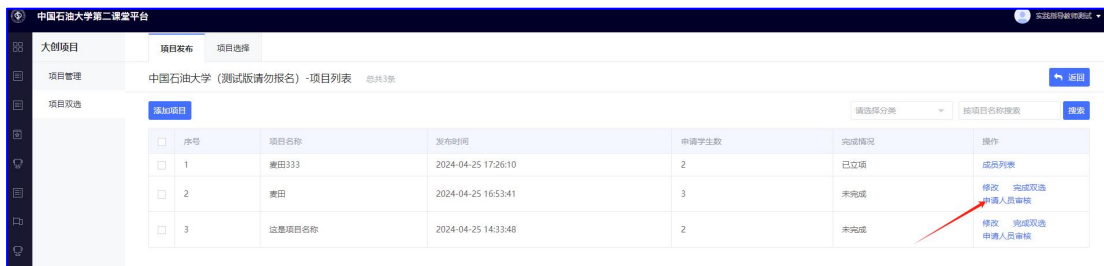 中国石油大学第二课堂平台
实践指导教师测试
大创项目
项目发布 项目选择
项目管理
中国石油大学（测试版请勿报名）-项目列表 总共3条
返回
项目双选
添加项目
请选择分类
按项目名称搜索
搜索
序号 项目名称 发布时间 申请学生数 完成情况 操作
1 麦田333 2024-04-25 17:26:10 2 已立项 成员列表
2 麦田 2024-04-25 16:53:41 3 未完成 修改 完成双选
申请人员审核
3 这是项目名称 2024-04-25 14:33:48 2 未完成 修改 完成双选
申请人员审核